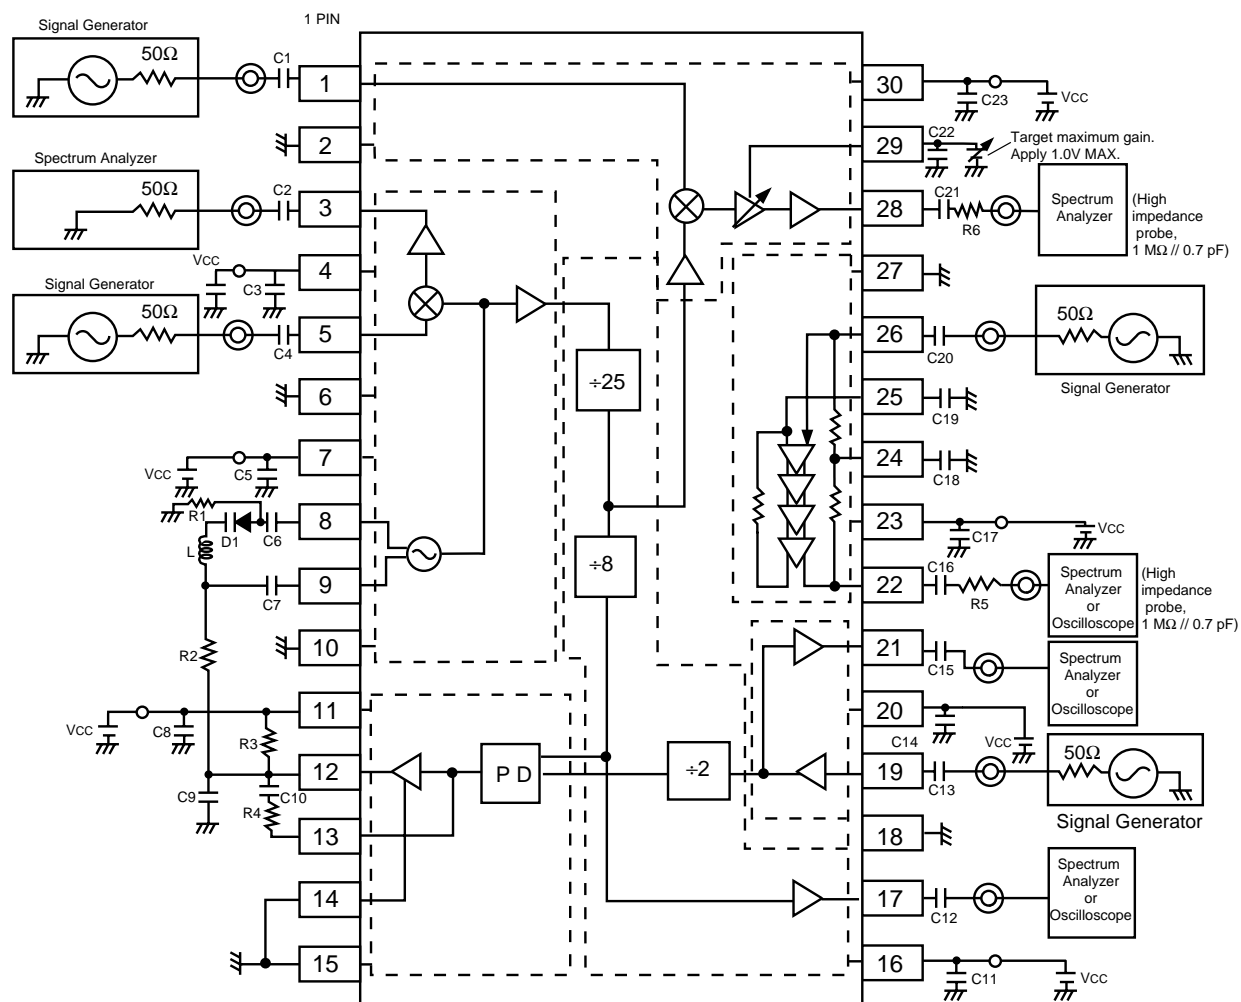 1 PIN
Signal Generator
50Ω
C1
1
2
Spectrum Analyzer
50Ω
C2
3
VCC
C3
4
Signal Generator
50Ω
C4
5
6
VCC
C5
7
R1
D1
C6
8
L
C7
9
R2
10
VCC
C8
R3
11
12
C9
C10
R4
13
14
15
÷25
÷8
P D
÷2
30
C23
VCC
29
C22
Target maximum gain.
Apply 1.0V MAX.
28
C21
R6
Spectrum
Analyzer
(High
impedance
probe,
1 MΩ // 0.7 pF)
27
26
C20
50Ω
Signal Generator
25
C19
24
C18
23
C17
VCC
22
C16
R5
Spectrum
Analyzer
or
Oscilloscope
(High
impedance
probe,
1 MΩ // 0.7 pF)
21
C15
Spectrum
Analyzer
or
Oscilloscope
20
C14
VCC
19
C13
50Ω
Signal Generator
18
17
C12
Spectrum
Analyzer
or
Oscilloscope
16
C11
VCC